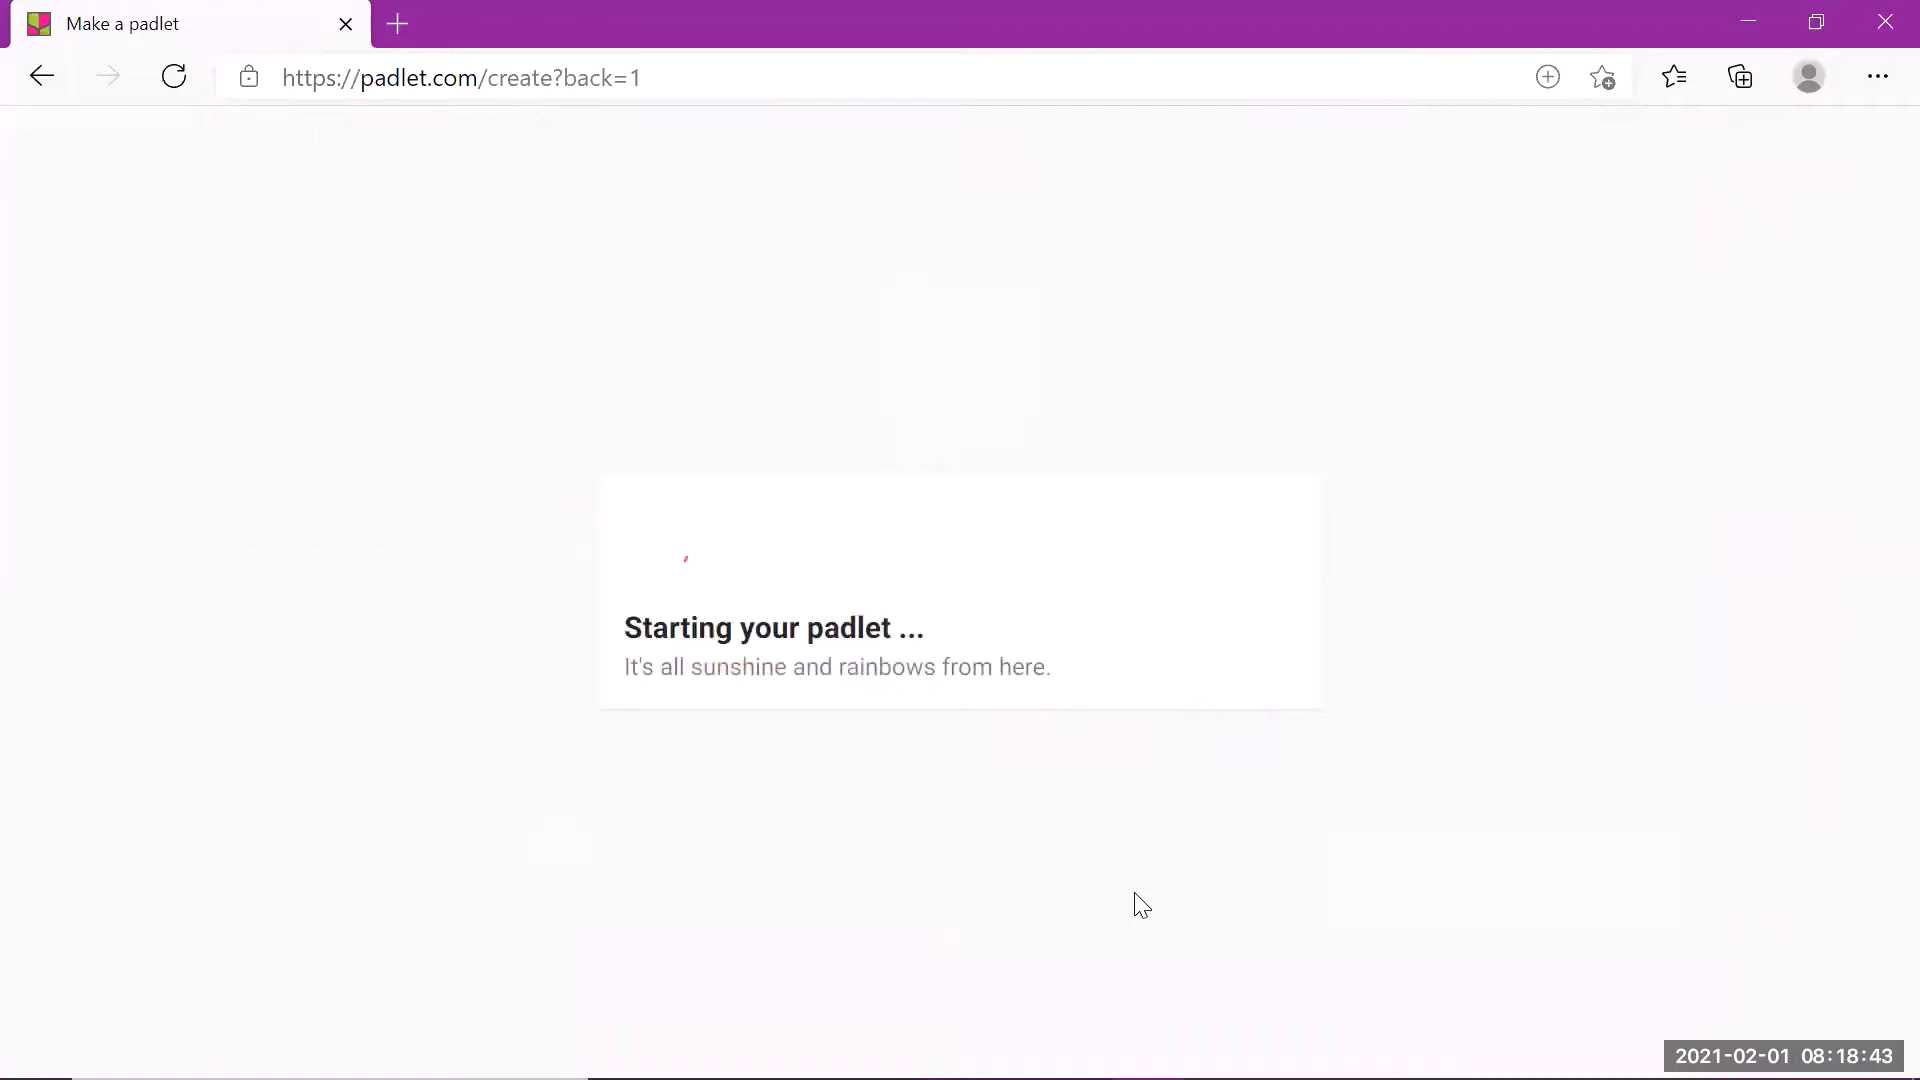 Make a padlet
https://padlet.com/create?back=1
Starting your padlet ...
It's all sunshine and rainbows from here.
2021-02-01 08:18:43